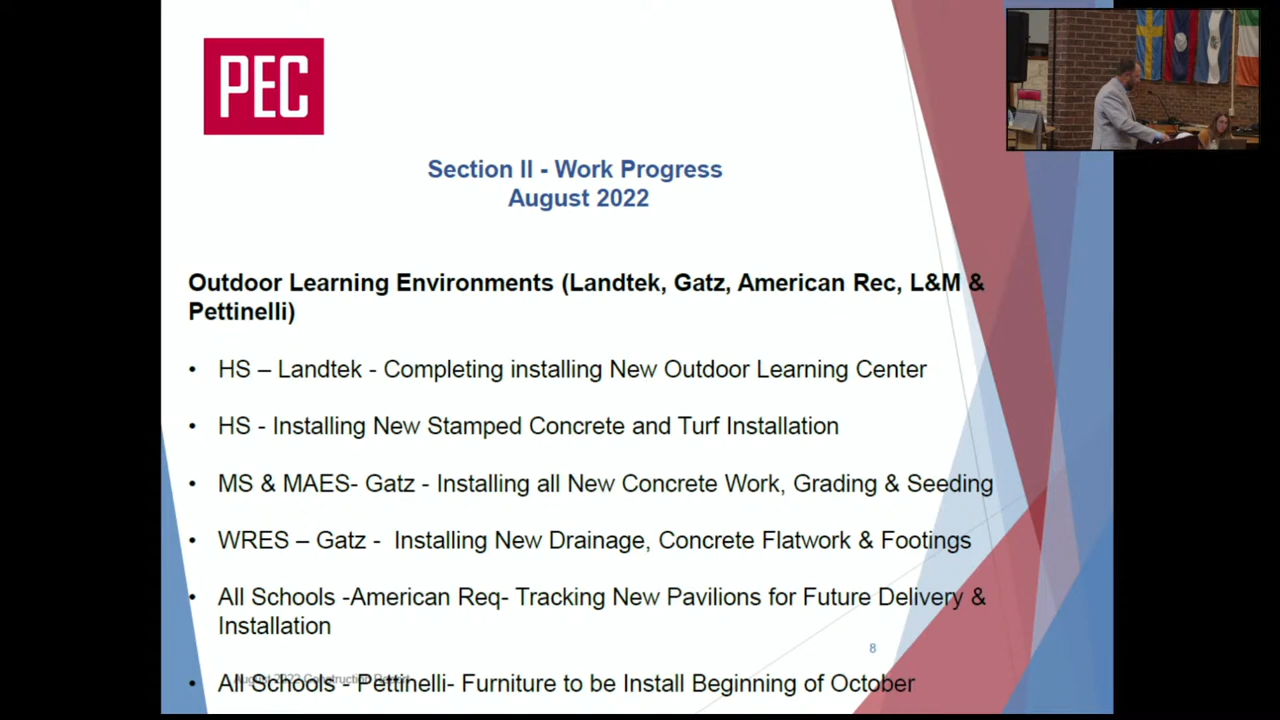 PEC
Section II - Work Progress
August 2022
Outdoor Learning Environments (Landtek, Gatz, American Rec, L&M &
Pettinelli)
• HS – Landtek - Completing installing New Outdoor Learning Center
• HS - Installing New Stamped Concrete and Turf Installation
• MS & MAES- Gatz - Installing all New Concrete Work, Grading & Seeding
• WRES – Gatz - Installing New Drainage, Concrete Flatwork & Footings
• All Schools -American Req- Tracking New Pavilions for Future Delivery &
Installation
8
• All Schools - Pettinelli- Furniture to be Install Beginning of October
August 2022 Construction